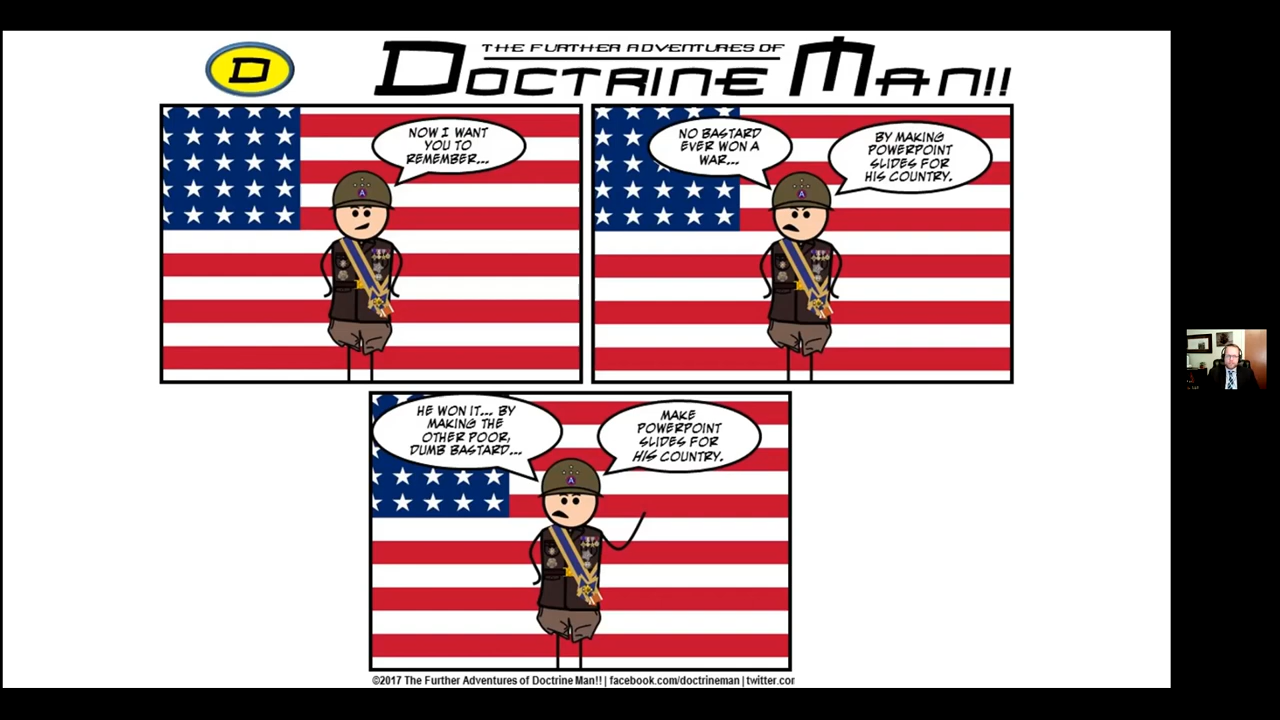 D
THE FURTHER ADVENTURES OF
DOCTRINE MAN!!
NOW I WANT
YOU TO
REMEMBER...
NO BASTARD
EVER WON A
WAR...
BY MAKING
POWERPOINT
SLIDES FOR
HIS COUNTRY.
HE WON IT... BY
MAKING THE
OTHER POOR,
DUMB BASTARD...
MAKE
POWERPOINT
SLIDES FOR
HIS COUNTRY.
©2017 The Further Adventures of Doctrine Man!! | facebook.com/doctrineman | twitter.cor